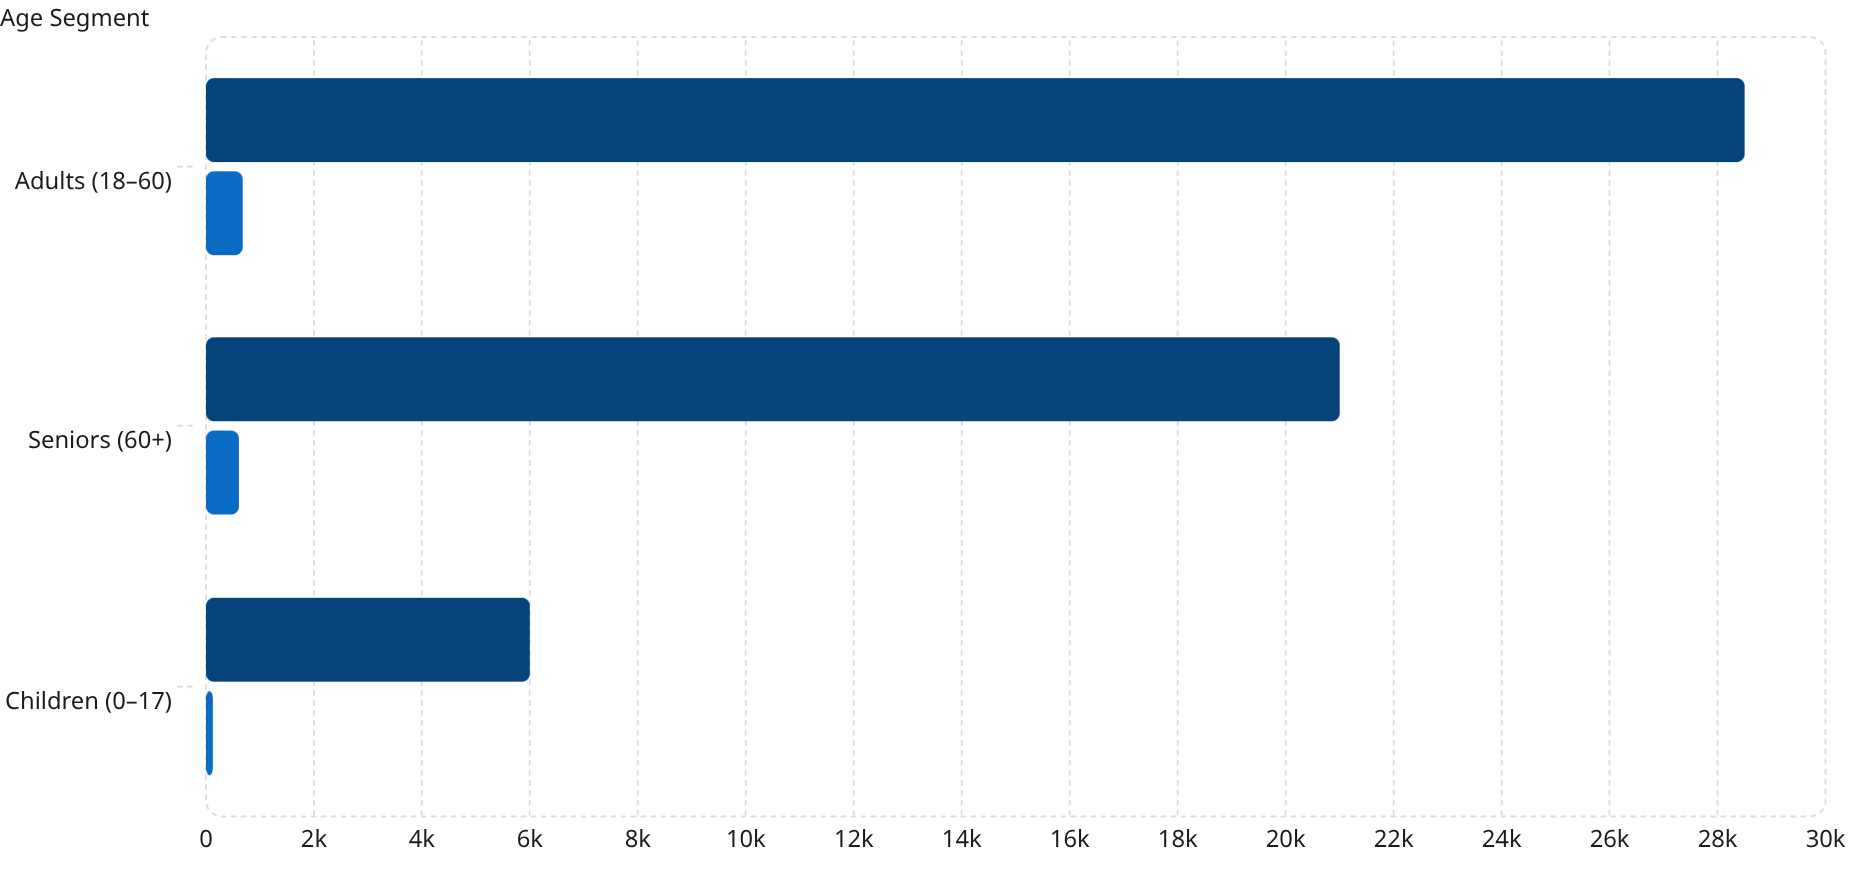 Age Segment
Adults (18–60)
Seniors (60+)
Children (0–17)
0 2k 4k 6k 8k 10k 12k 14k 16k 18k 20k 22k 24k 26k 28k 30k